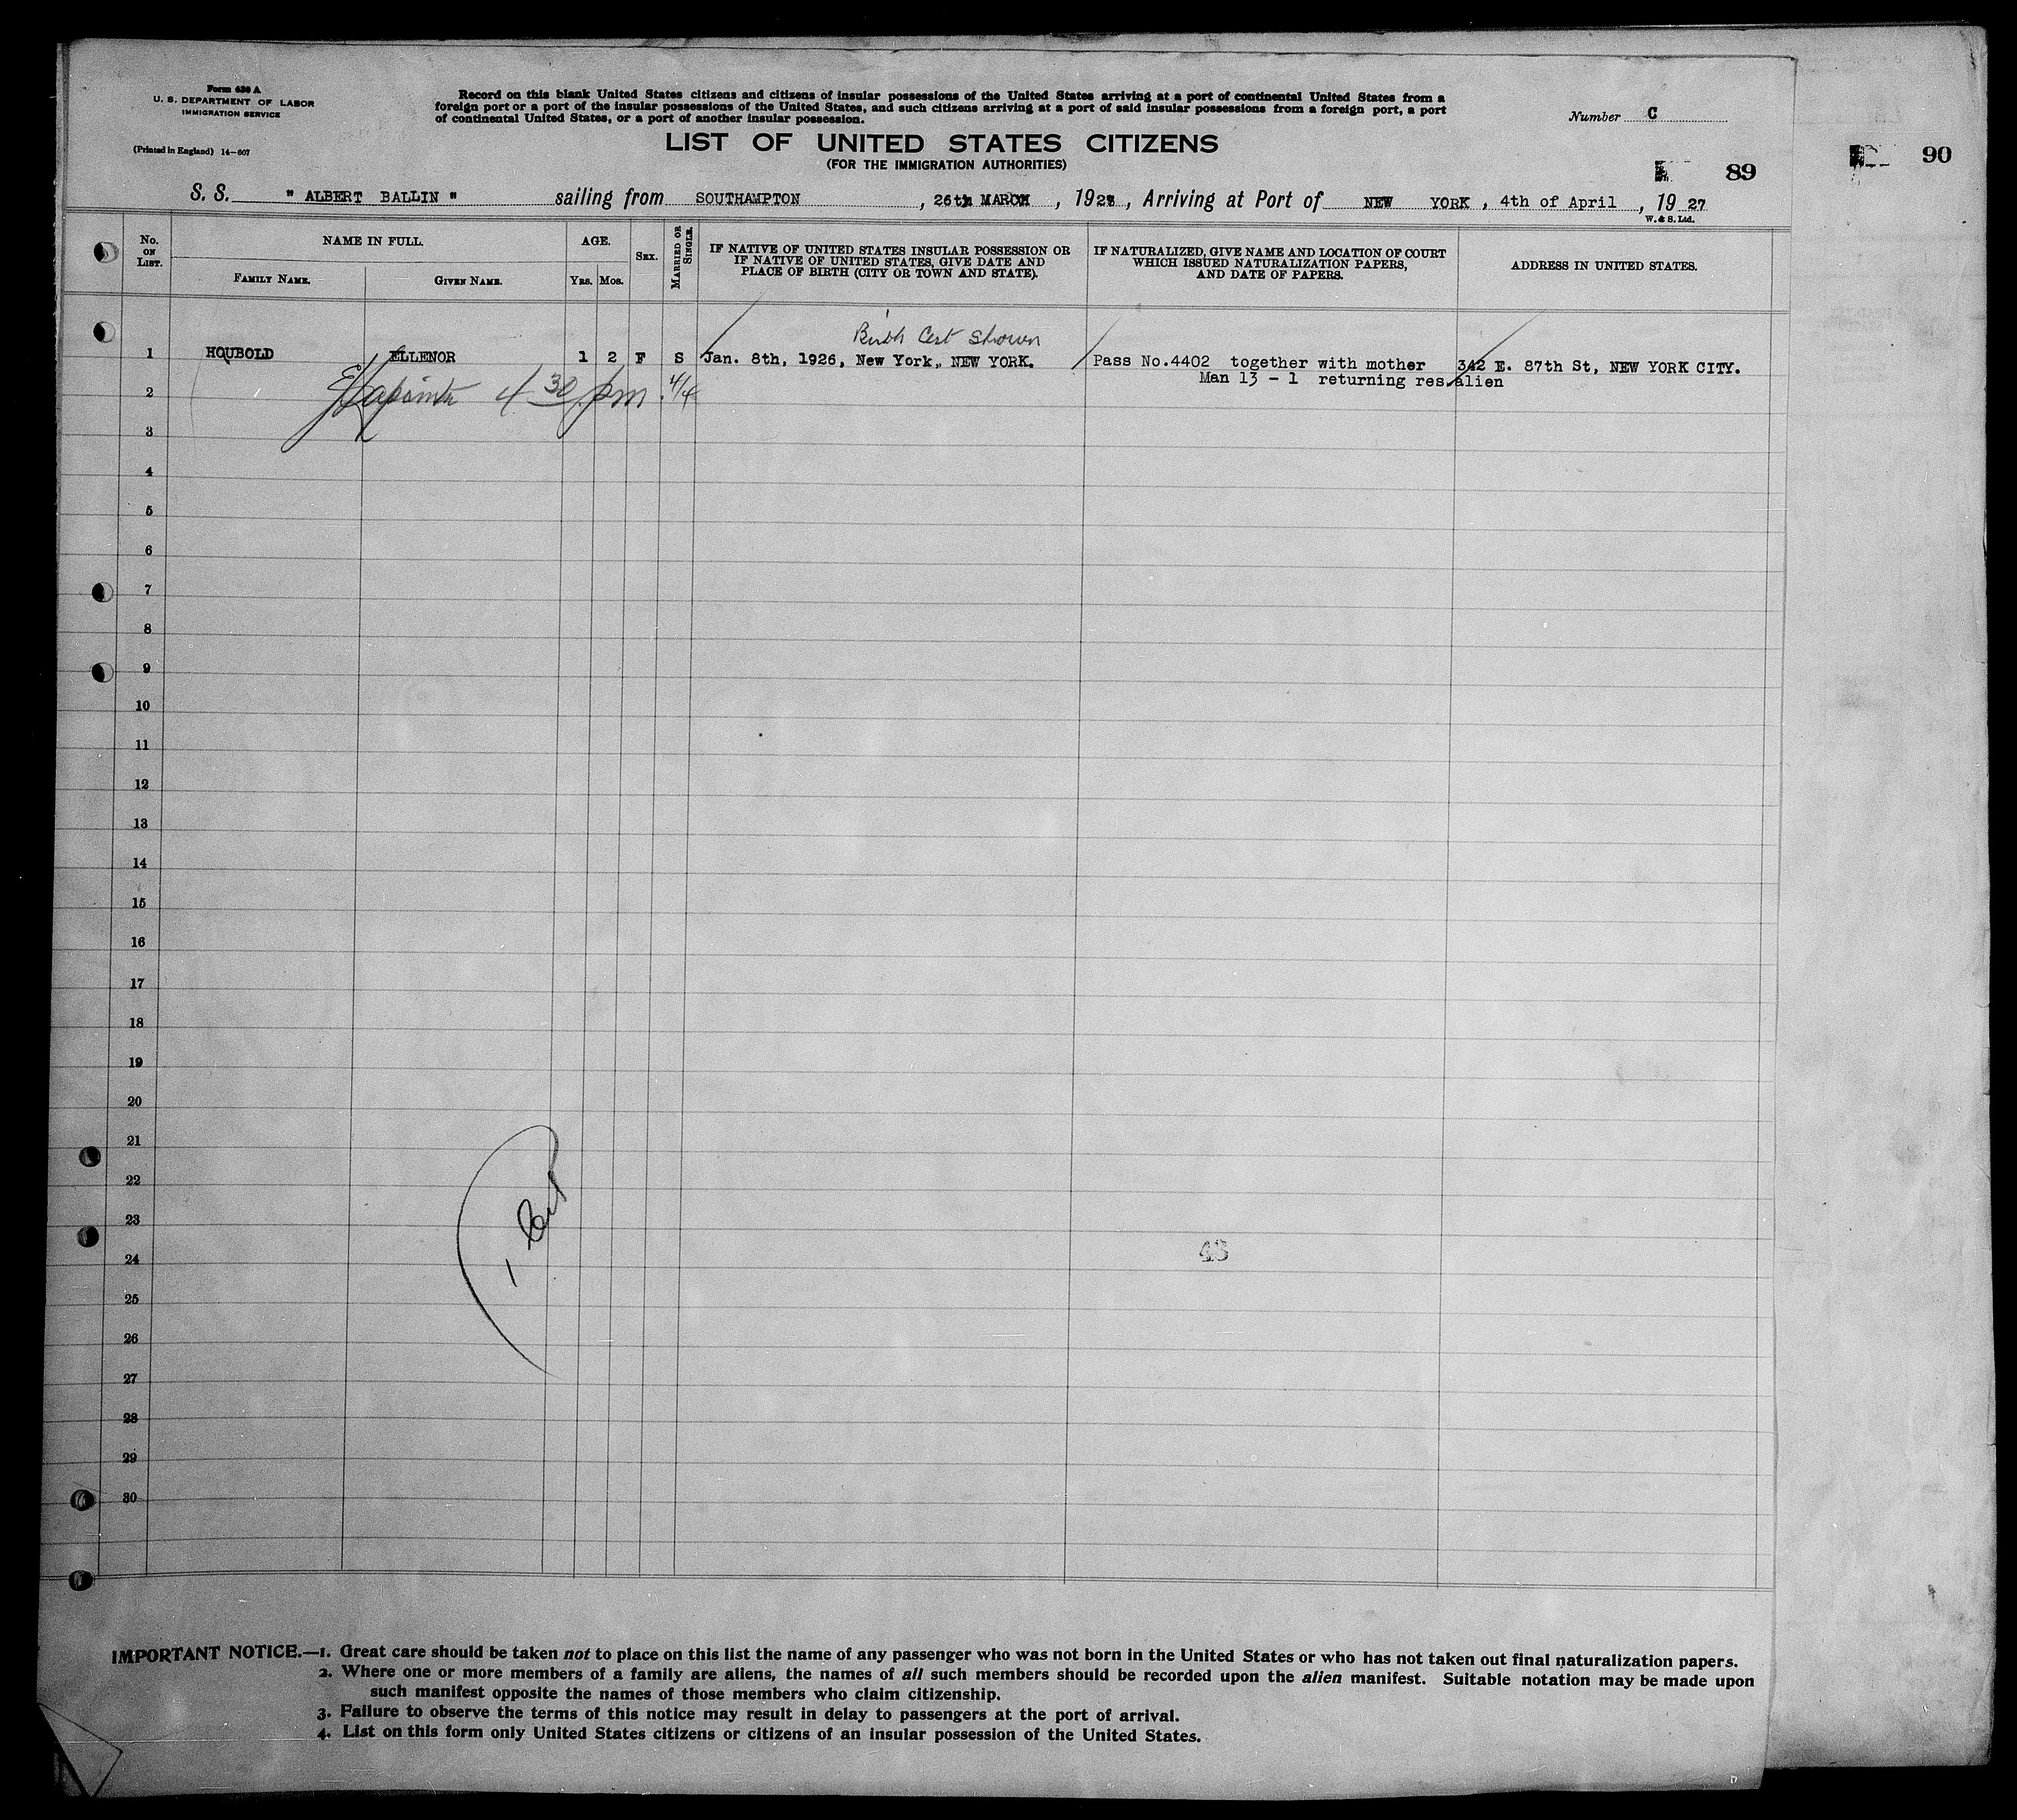 Form 630 A
U. S. DEPARTMENT OF LABOR
IMMIGRATION SERVICE
(Printed in England) 14-607
Record on this blank United States citizens and citizens of insular possessions of the United States arriving at a port of continental United States from a
foreign port or a port of the insular possessions of the United States, and such citizens arriving at a port of said insular possessions from a foreign port, a port
of continental United States, or a port of another insular possession.
Number C
LIST OF UNITED STATES CITIZENS
(FOR THE IMMIGRATION AUTHORITIES)
89
90
S. S. " ALBERT BALLIN " sailing from SOUTHAMPTON , 26th MARCH , 1927 , Arriving at Port of NEW YORK , 4th of April , 19 27
W. & S. Ltd.
No. ON LIST.
NAME IN FULL.
FAMILY NAME.
GIVEN NAME.
AGE.
YRS.
MOS.
SEX.
MARRIED OR SINGLE.
IF NATIVE OF UNITED STATES INSULAR POSSESSION OR
IF NATIVE OF UNITED STATES, GIVE DATE AND
PLACE OF BIRTH (CITY OR TOWN AND STATE).
IF NATURALIZED, GIVE NAME AND LOCATION OF COURT
WHICH ISSUED NATURALIZATION PAPERS,
AND DATE OF PAPERS.
ADDRESS IN UNITED STATES.
Birth Cert Shown
1 HOUBOLD ELLENOR 1 2 F S Jan. 8th, 1926, New York, NEW YORK. Pass No.4402 together with mother 342 E. 87th St, NEW YORK CITY.
Man 13 - 1 returning res.alien
2 4 30 pm 4/4
3
4
5
6
7
8
9
10
11
12
13
14
15
16
17
18
19
20
21
22
23
24
25
26
27
28
29
30
48
IMPORTANT NOTICE.—1. Great care should be taken not to place on this list the name of any passenger who was not born in the United States or who has not taken out final naturalization papers.
2. Where one or more members of a family are aliens, the names of all such members should be recorded upon the alien manifest. Suitable notation may be made upon
such manifest opposite the names of those members who claim citizenship.
3. Failure to observe the terms of this notice may result in delay to passengers at the port of arrival.
4. List on this form only United States citizens or citizens of an insular possession of the United States.